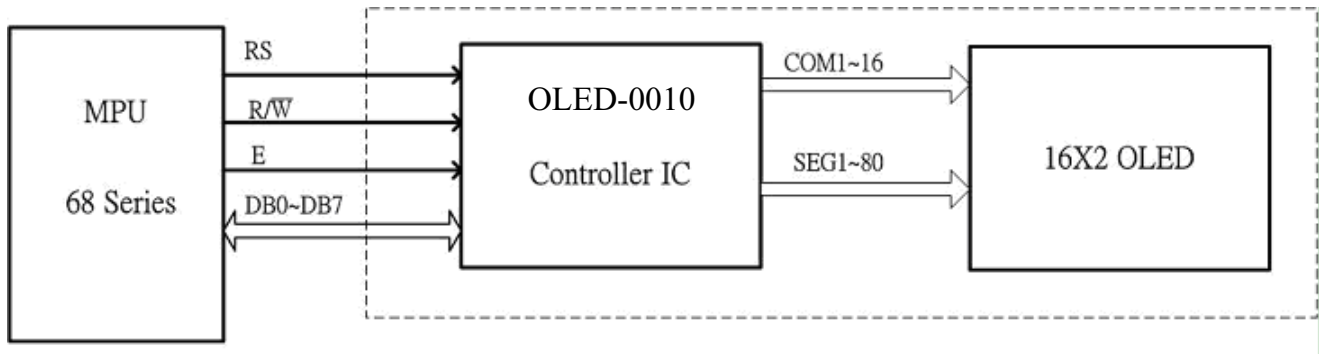 MPU
68 Series
RS
R/W̅
E
DB0~DB7
OLED-0010
Controller IC
COM1~16
SEG1~80
16X2 OLED